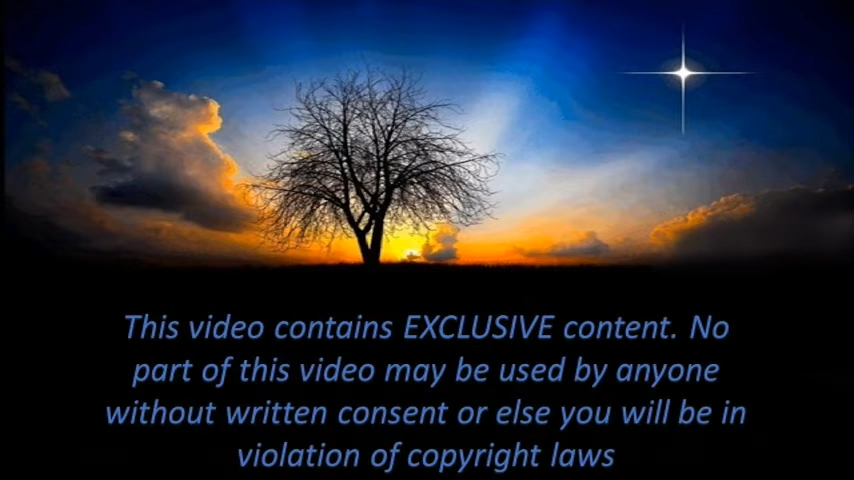 This video contains EXCLUSIVE content. No
part of this video may be used by anyone
without written consent or else you will be in
violation of copyright laws